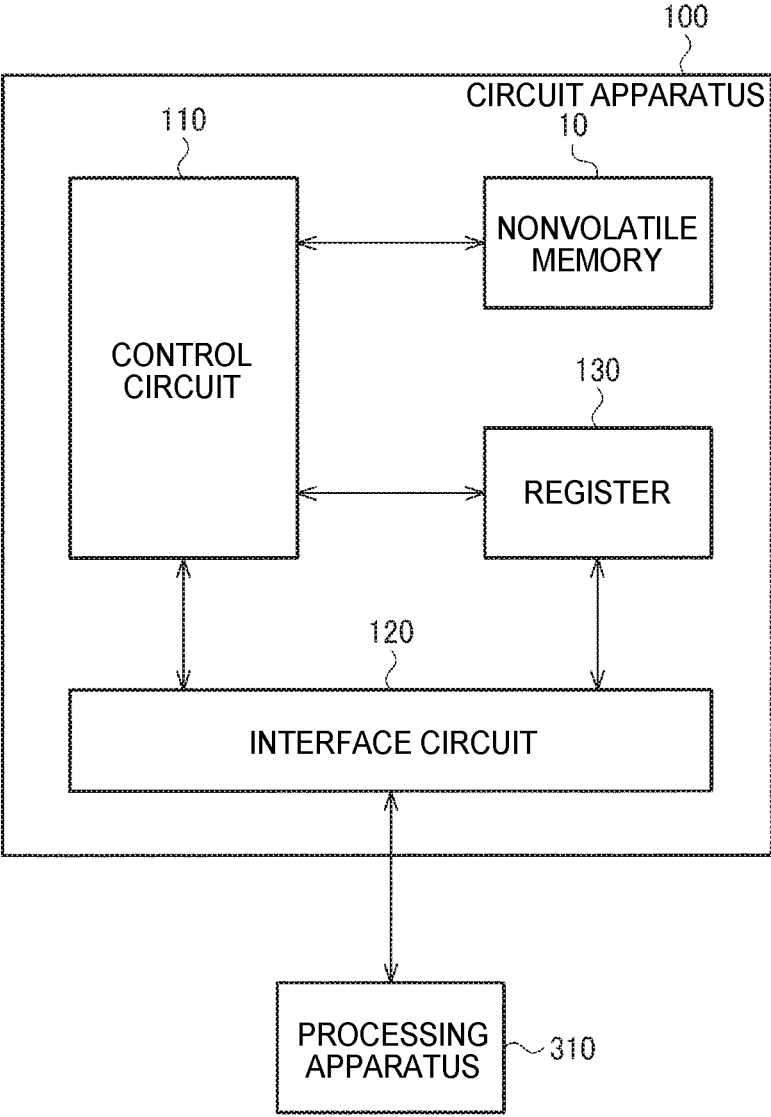 100
CIRCUIT APPARATUS
110
10
NONVOLATILE
MEMORY
CONTROL
CIRCUIT
130
REGISTER
120
INTERFACE CIRCUIT
PROCESSING
APPARATUS
310